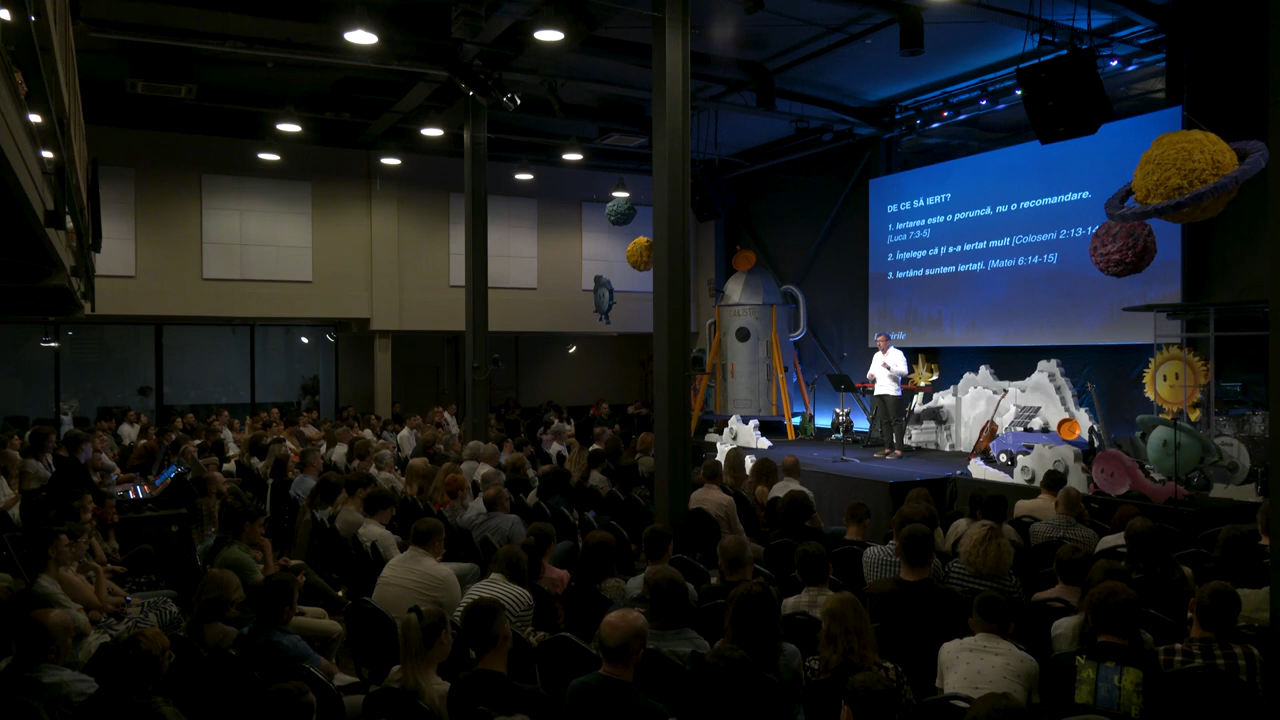 DE CE SĂ IERT?
1. Iertarea este o poruncă, nu o recomandare.
[Luca 7:3-5]
2. Înțelege că ți s-a iertat mult [Coloseni 2:13-14
3. Iertând suntem iertați. [Matei 6:14-15]